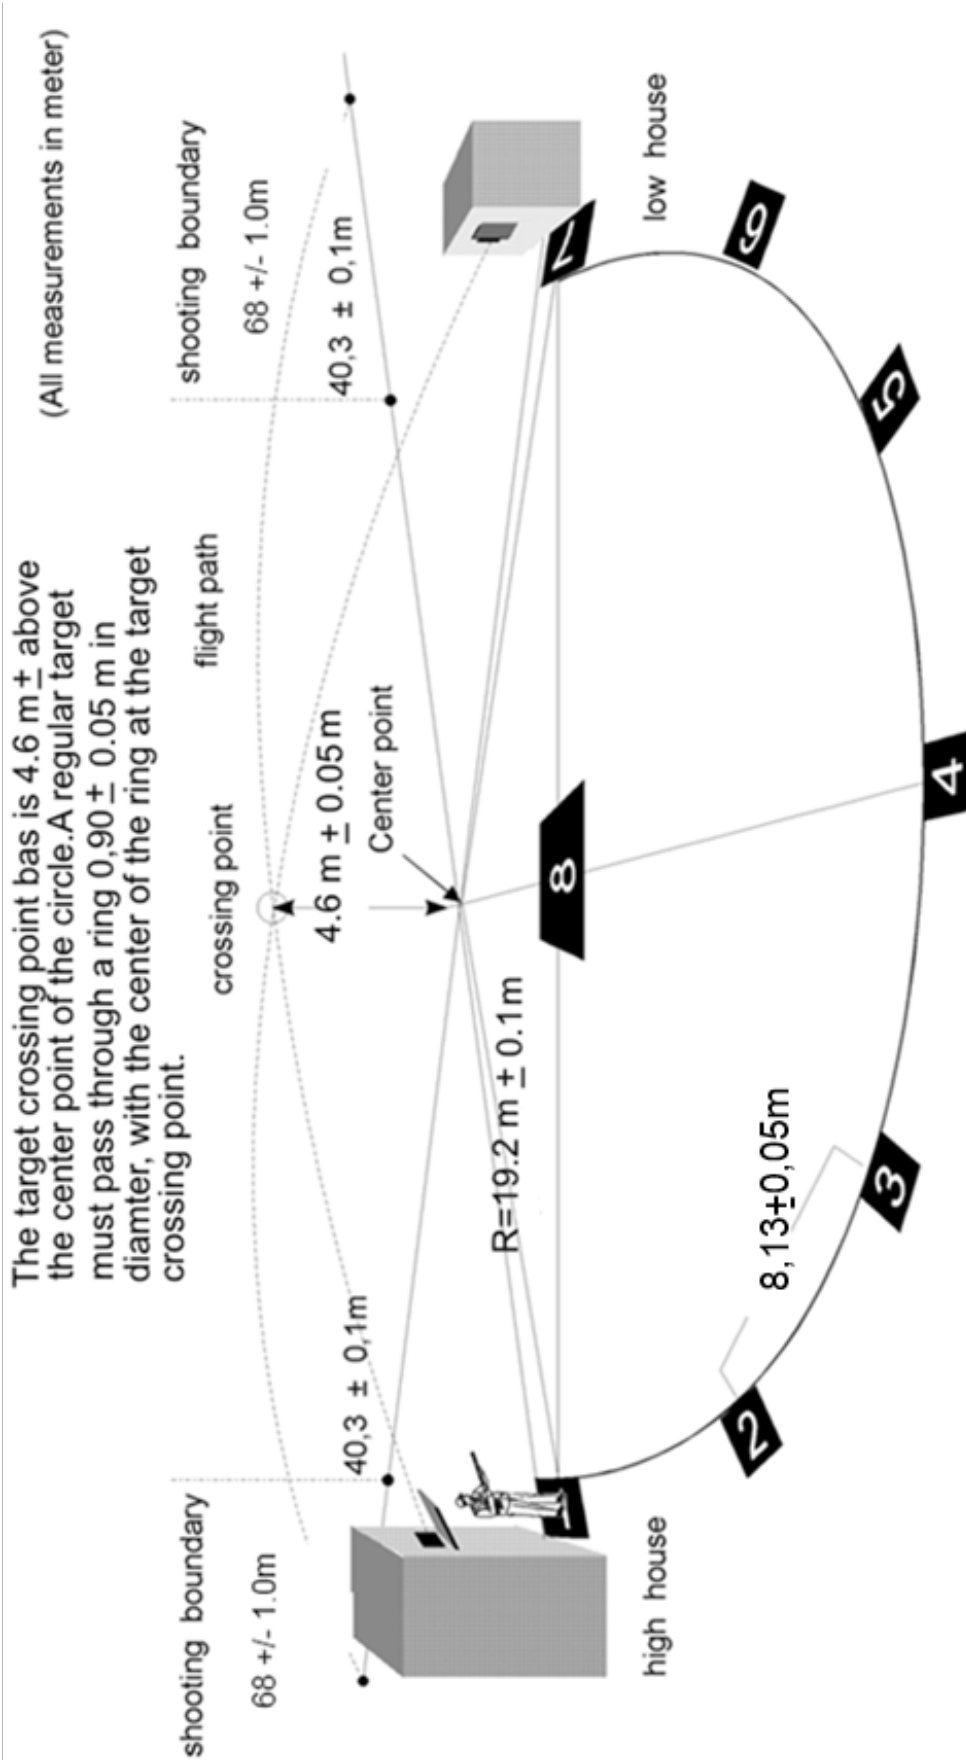 (All measurements in meter)
The target crossing point bas is 4.6 m± above
the center point of the circle.A regular target
must pass through a ring 0,90± 0.05 m in
diamter, with the center of the ring at the target
crossing point.
shooting boundary
68 +/- 1.0m
40,3 ± 0,1m
shooting boundary
68 +/- 1.0m
40,3 ± 0,1m
flight path
crossing point
4.6 m ± 0.05 m
Center point
R=19.2 m ± 0.1m
8,13±0,05m
high house
low house
1
2
3
4
5
6
7
8